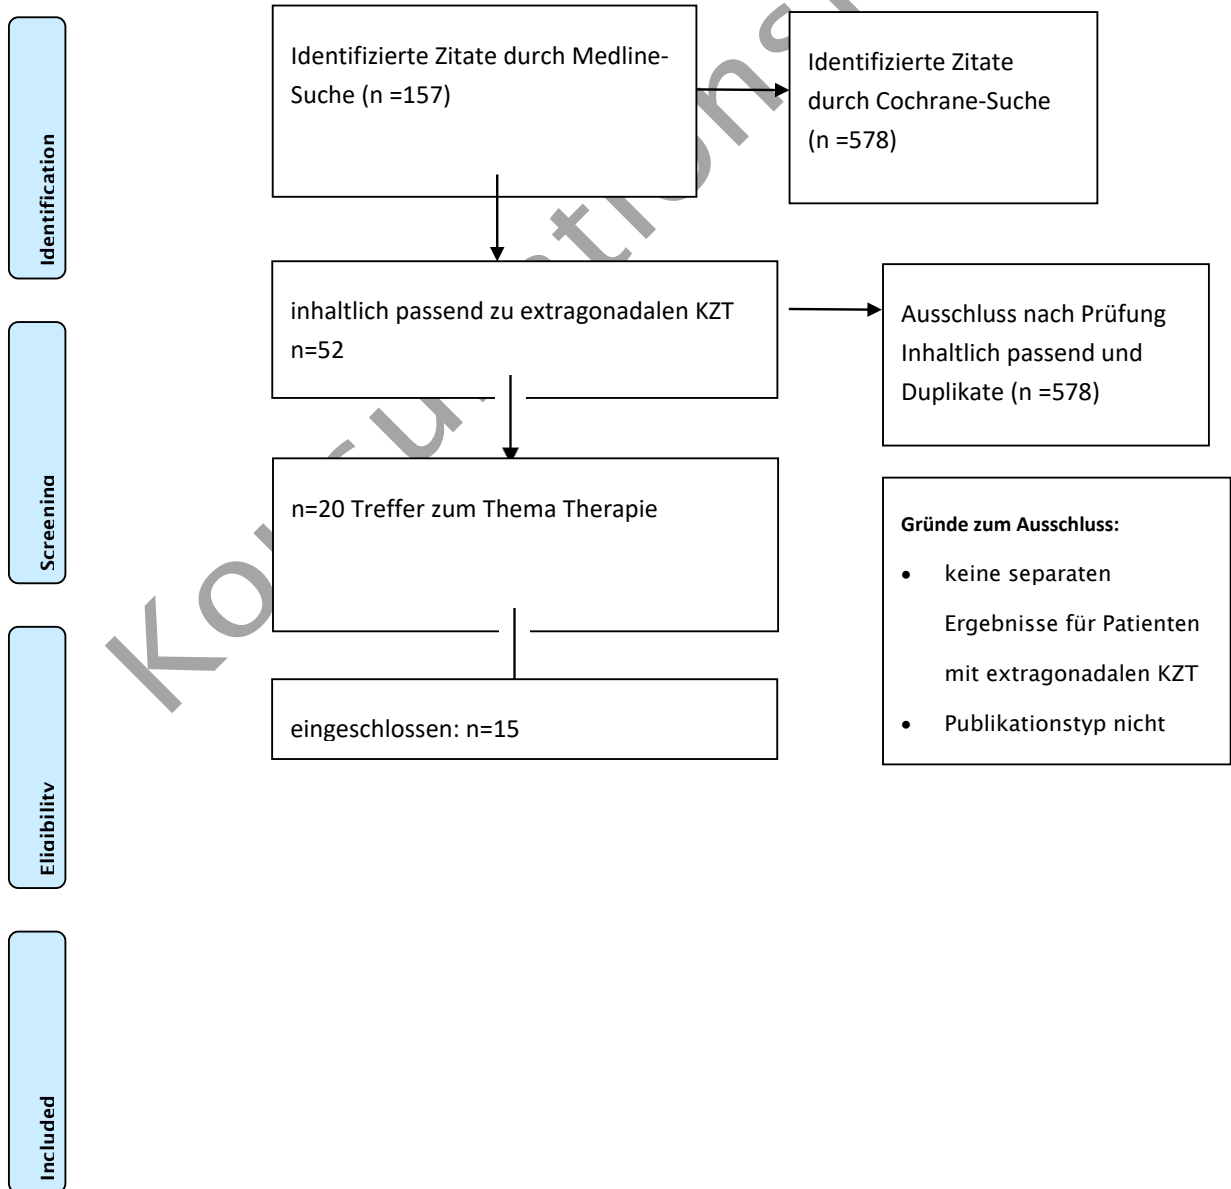 Identification
Identifizierte Zitate durch Medline-
Suche (n =157)
Identifizierte Zitate
durch Cochrane-Suche
(n =578)
Screening
inhaltlich passend zu extragonadalen KZT
n=52
Ausschluss nach Prüfung
Inhaltlich passend und
Duplikate (n =578)
n=20 Treffer zum Thema Therapie
Gründe zum Ausschluss:
• keine separaten
Ergebnisse für Patienten
mit extragonadalen KZT
• Publikationstyp nicht
Eligibility
eingeschlossen: n=15
Included